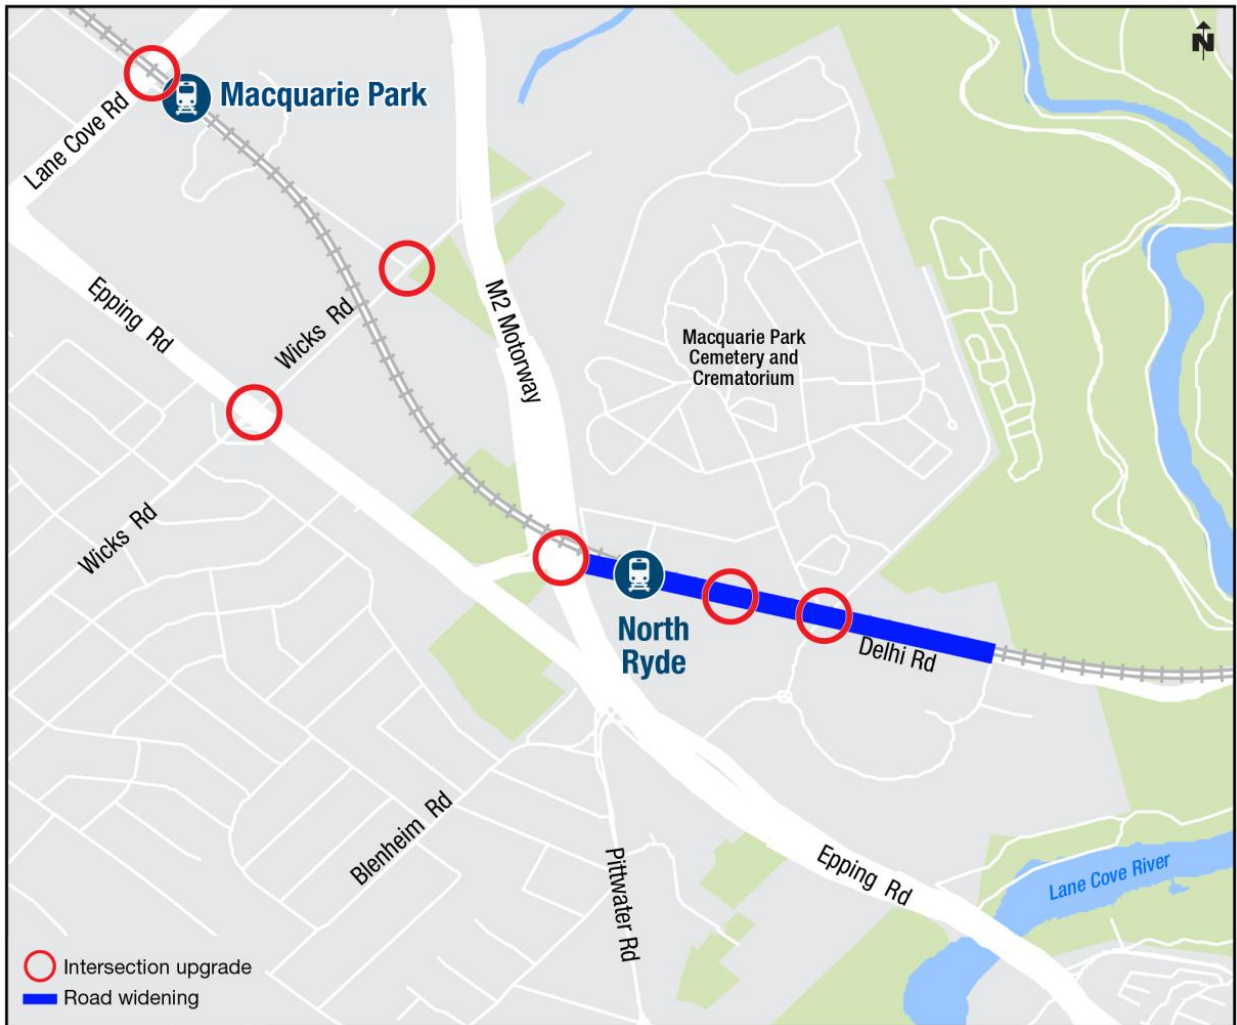 N
Macquarie Park
Lane Cove Rd
Epping Rd
Wicks Rd
M2 Motorway
Macquarie Park
Cemetery and
Crematorium
Wicks Rd
North
Ryde
Delhi Rd
Blenheim Rd
Pittwater Rd
Epping Rd
Lane Cove River
Intersection upgrade
Road widening